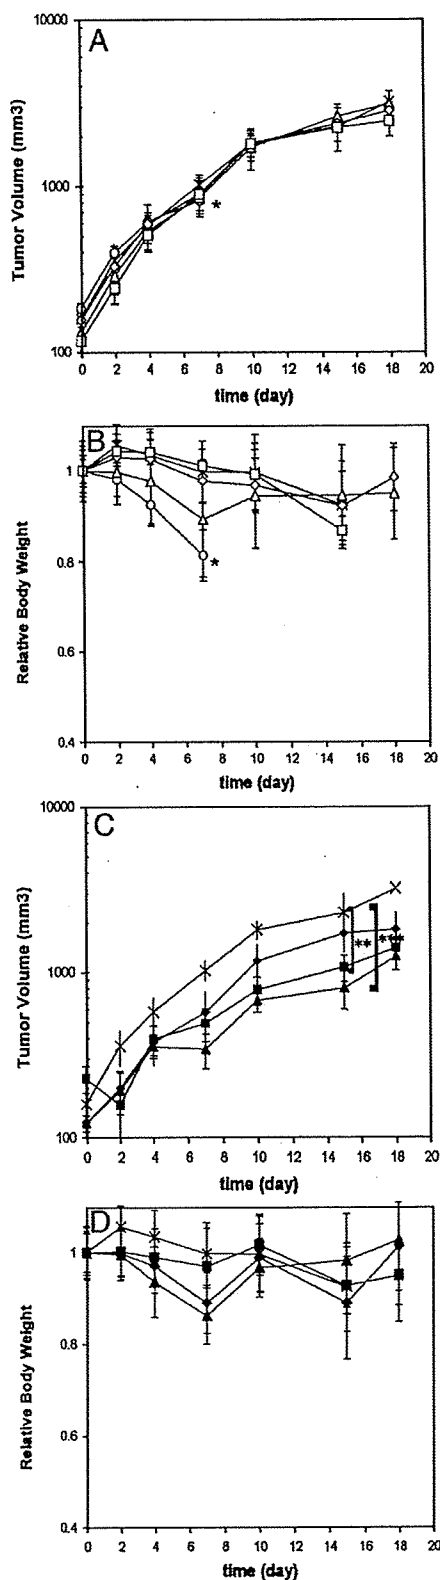 A
10000
1000
100
Tumor Volume (mm3)
*
*
0 2 4 6 8 10 12 14 16 18 20
time (day)
B
1
0.8
0.6
0.4
Relative Body Weight
*
0 2 4 6 8 10 12 14 16 18 20
time (day)
C
10000
1000
100
Tumor Volume (mm3)
** ***
0 2 4 6 8 10 12 14 16 18 20
time (day)
D
1
0.8
0.6
0.4
Relative Body Weight
0 2 4 6 8 10 12 14 16 18 20
time (day)